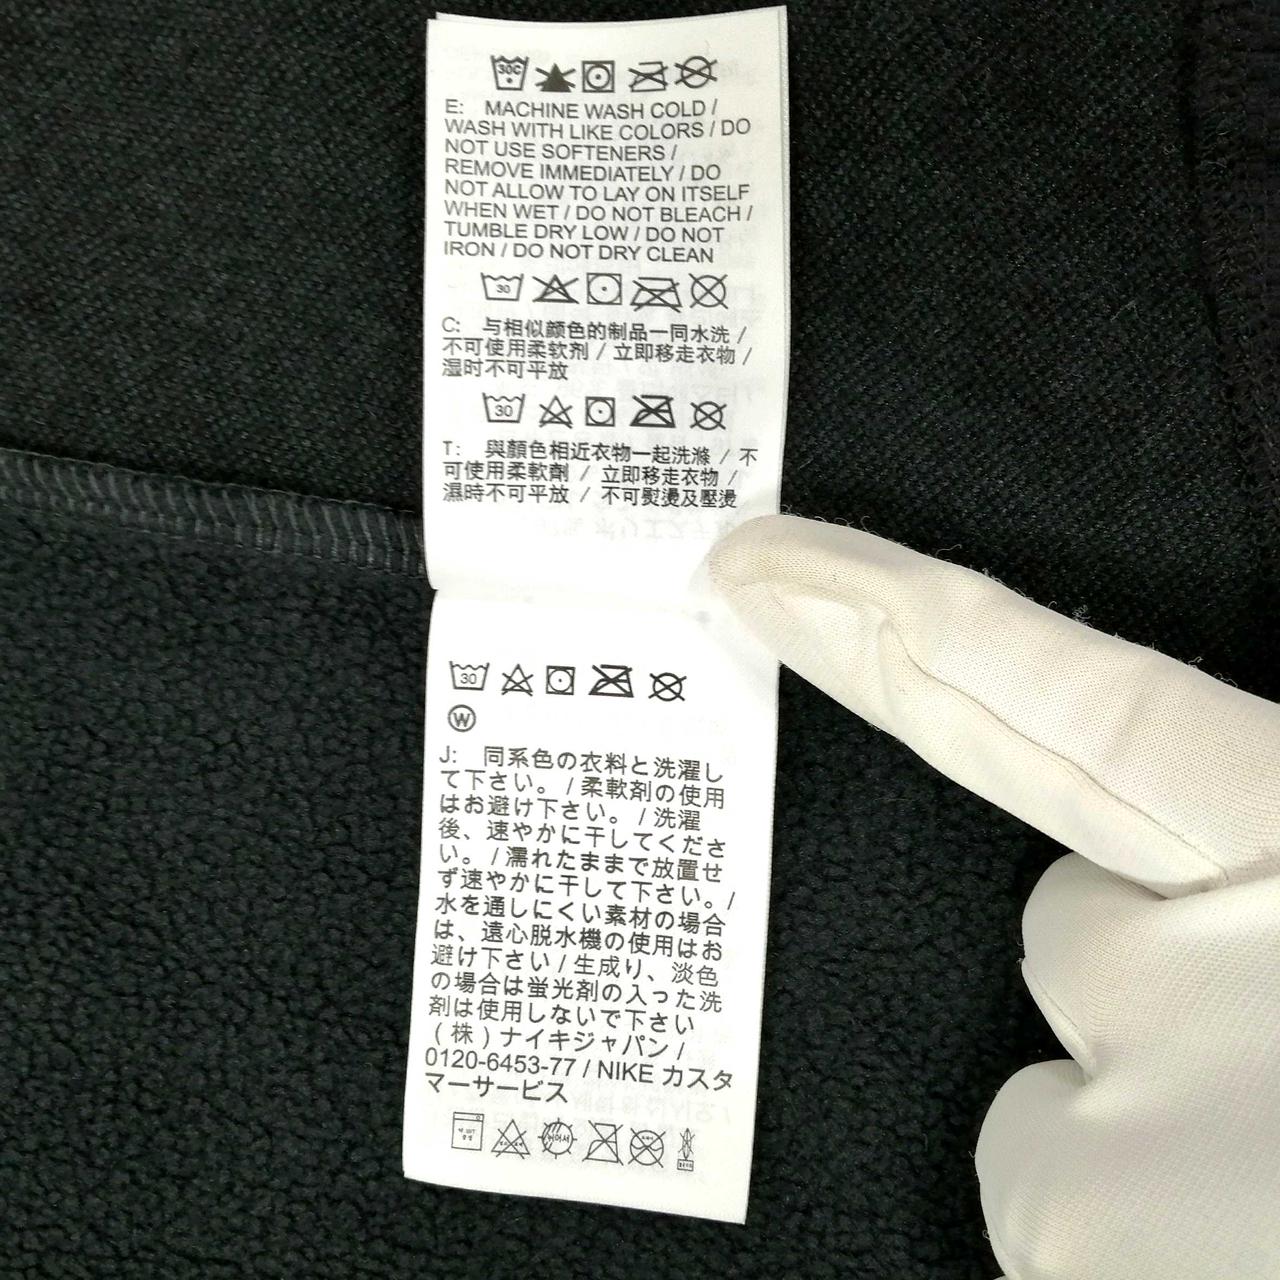 30C
E: MACHINE WASH COLD /
WASH WITH LIKE COLORS / DO
NOT USE SOFTENERS /
REMOVE IMMEDIATELY / DO
NOT ALLOW TO LAY ON ITSELF
WHEN WET / DO NOT BLEACH /
TUMBLE DRY LOW / DO NOT
IRON / DO NOT DRY CLEAN
30
C: 与相似颜色的制品一同水洗 /
不可使用柔软剂 / 立即移走衣物 /
湿时不可平放
30
T: 與顏色相近衣物一起洗滌 / 不
可使用柔軟劑 / 立即移走衣物 /
濕時不可平放 / 不可熨燙及壓燙
30
W
J: 同系色の衣料と洗濯し
て下さい。 / 柔軟剤の使用
はお避け下さい。 / 洗濯
後、速やかに干してくださ
い。 / 濡れたままで放置せ
ず速やかに干して下さい。 /
水を通しにくい素材の場合
は、遠心脱水機の使用はお
避け下さい / 生成り、淡色
の場合は蛍光剤の入った洗
剤は使用しないで下さい
(株)ナイキジャパン /
0120-6453-77 / NIKE カスタ
マーサービス